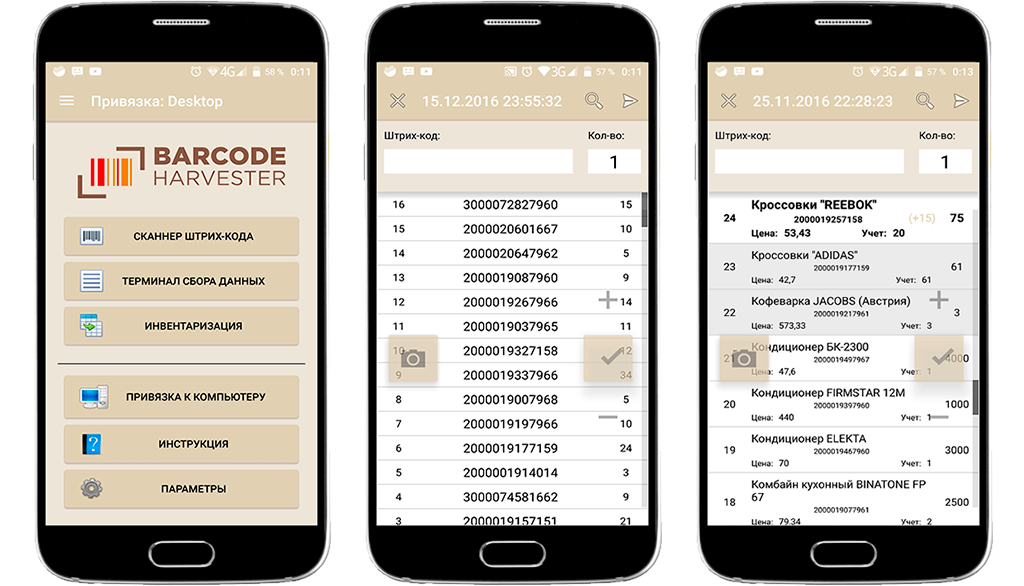 4G 58 % 0:11
Привязка: Desktop
BARCODE
HARVESTER
СКАННЕР ШТРИХ-КОДА
ТЕРМИНАЛ СБОРА ДАННЫХ
ИНВЕНТАРИЗАЦИЯ
ПРИВЯЗКА К КОМПЬЮТЕРУ
ИНСТРУКЦИЯ
ПАРАМЕТРЫ
3G 57 % 0:11
15.12.2016 23:55:32
Штрих-код: Кол-во:
1
16 3000072827960 15
15 2000020601667 10
14 2000020647962 5
13 2000019087960 9
12 2000019267966 14
11 2000019037965 11
10 2000019327158 12
9 2000019337966 34
8 2000019007968 5
7 2000019197966 10
6 2000019177159 24
5 2000001914014 3
4 3000074581662 9
3 2000019157151 21
3G 57 % 0:13
25.11.2016 22:28:23
Штрих-код: Кол-во:
1
Кроссовки "REEBOK"
24 2000019257158 (+15) 75
Цена: 53,43 Учет: 20
Кроссовки "ADIDAS"
23 2000019177159 61
Цена: 42,7 Учет: 61
Кофеварка JACOBS (Австрия)
22 2000019217961 3
Цена: 573,33 Учет: 3
Кондиционер БК-2300
21 2000019497967 4000
Цена: 47,6 Учет: 1
Кондиционер FIRMSTAR 12M
20 2000019397960 1000
Цена: 440 Учет: 1
Кондиционер ELEKTA
19 2000019467960 3000
Цена: 70 Учет: 1
Комбайн кухонный BINATONE FP
67
18 2000019077961 2500
Цена: 79,34 Учет: 2